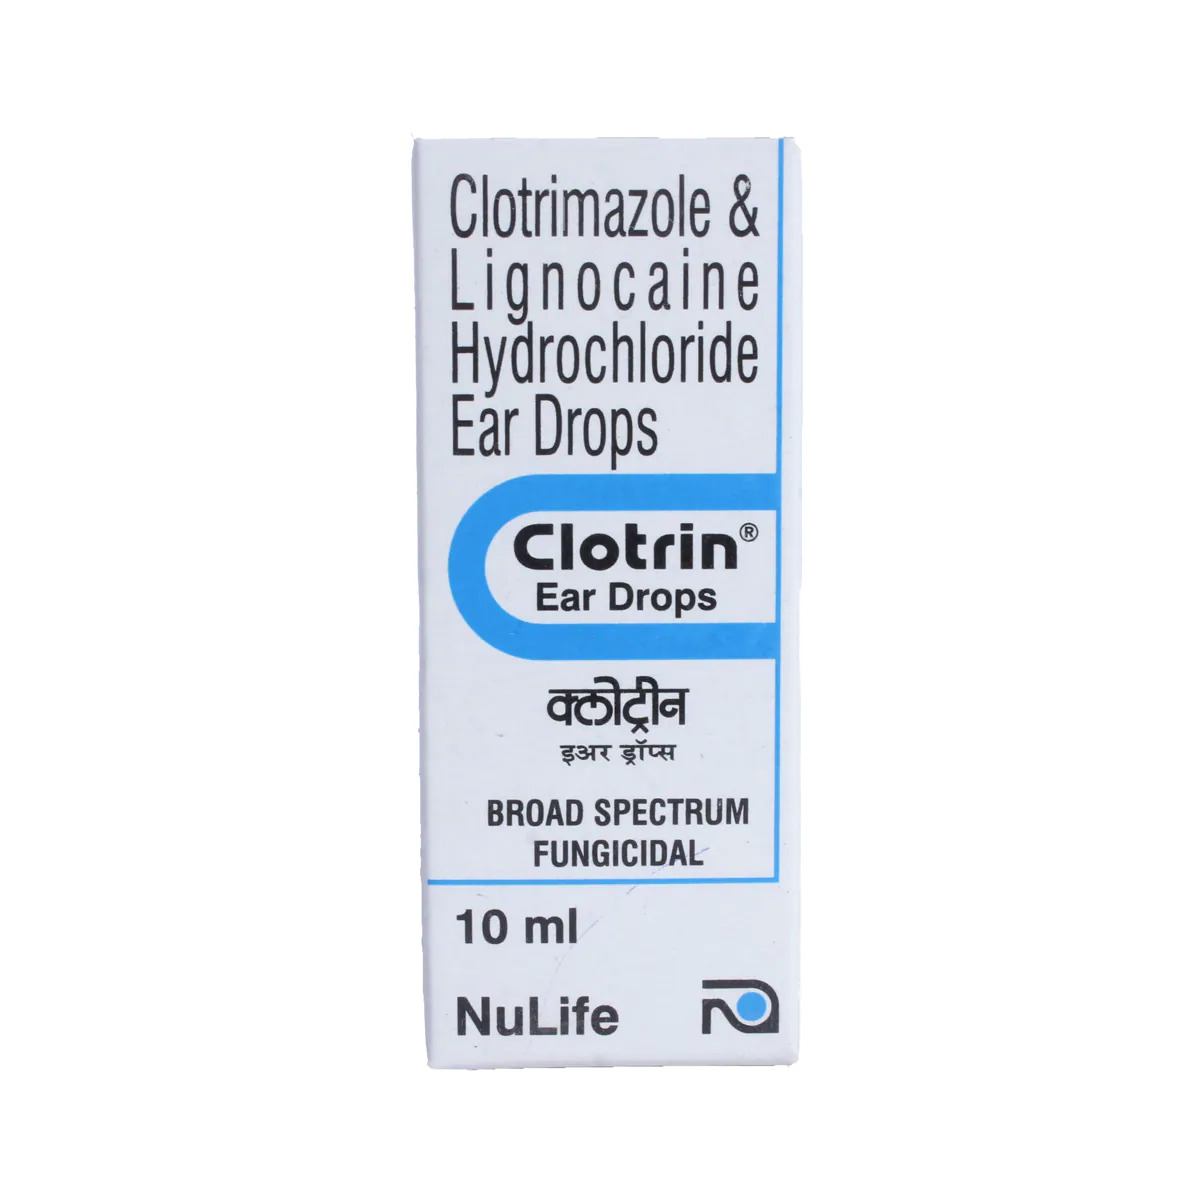 Clotrimazole &
Lignocaine
Hydrochloride
Ear Drops
Clotrin®
Ear Drops
क्लोट्रीन
इअर ड्रॉप्स
BROAD SPECTRUM
FUNGICIDAL
10 ml
NuLife